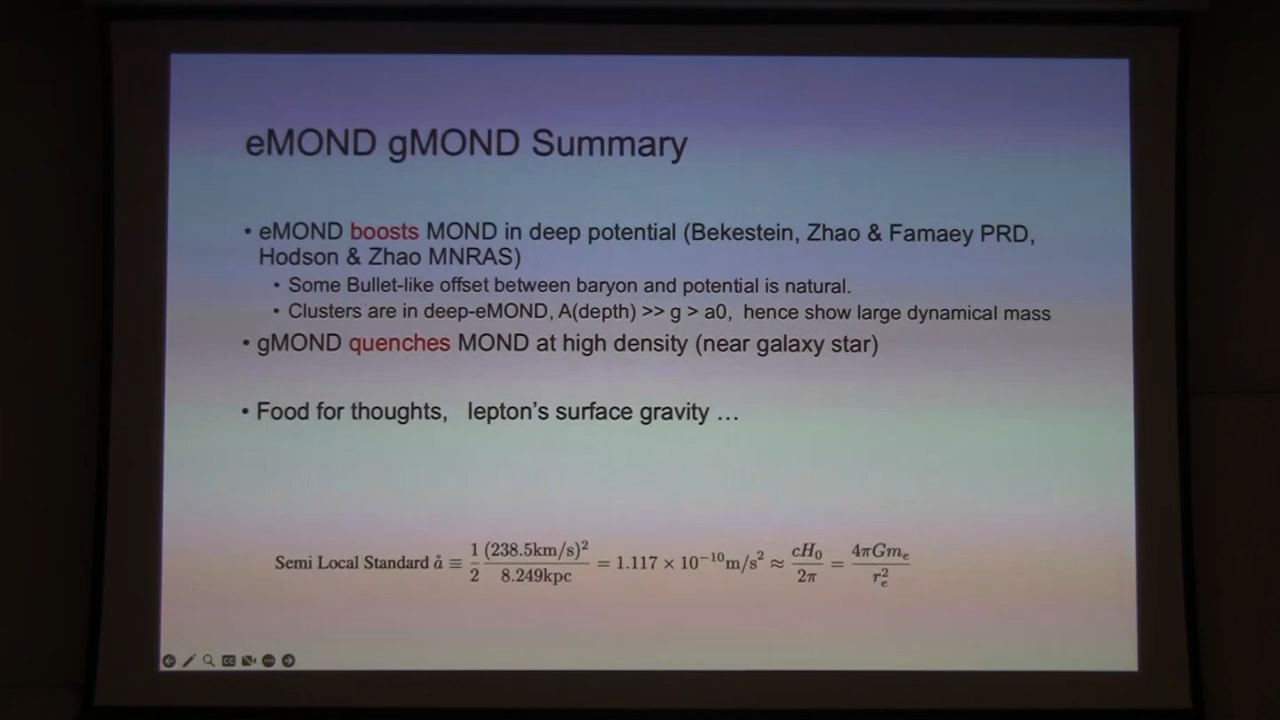 eMOND gMOND Summary
• eMOND boosts MOND in deep potential (Bekestein, Zhao & Famaey PRD,
Hodson & Zhao MNRAS)
• Some Bullet-like offset between baryon and potential is natural.
• Clusters are in deep-eMOND, A(depth) >> g > a0, hence show large dynamical mass
• gMOND quenches MOND at high density (near galaxy star)
• Food for thoughts, lepton's surface gravity …
Semi Local Standard å ≡ 1/2 (238.5km/s)²/8.249kpc = 1.117 × 10⁻¹⁰m/s² ≈ cH₀/2π = 4πGmₑ/rₑ²